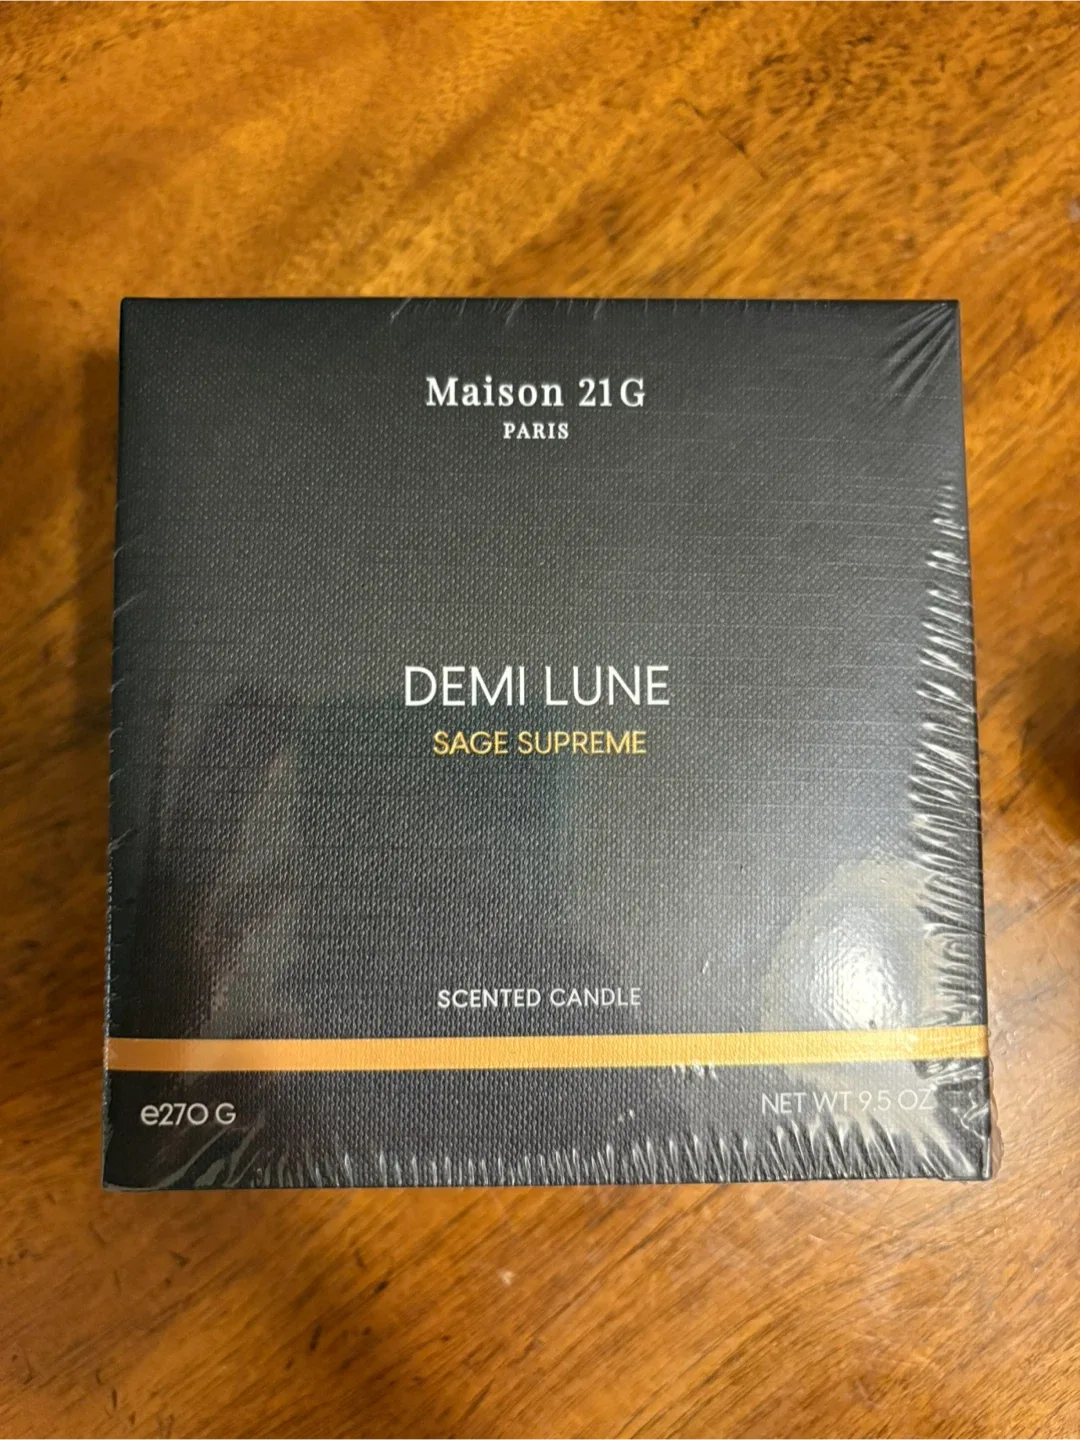 Maison 21G
PARIS
DEMI LUNE
SAGE SUPREME
SCENTED CANDLE
e270 G
NET WT 9.5 OZ